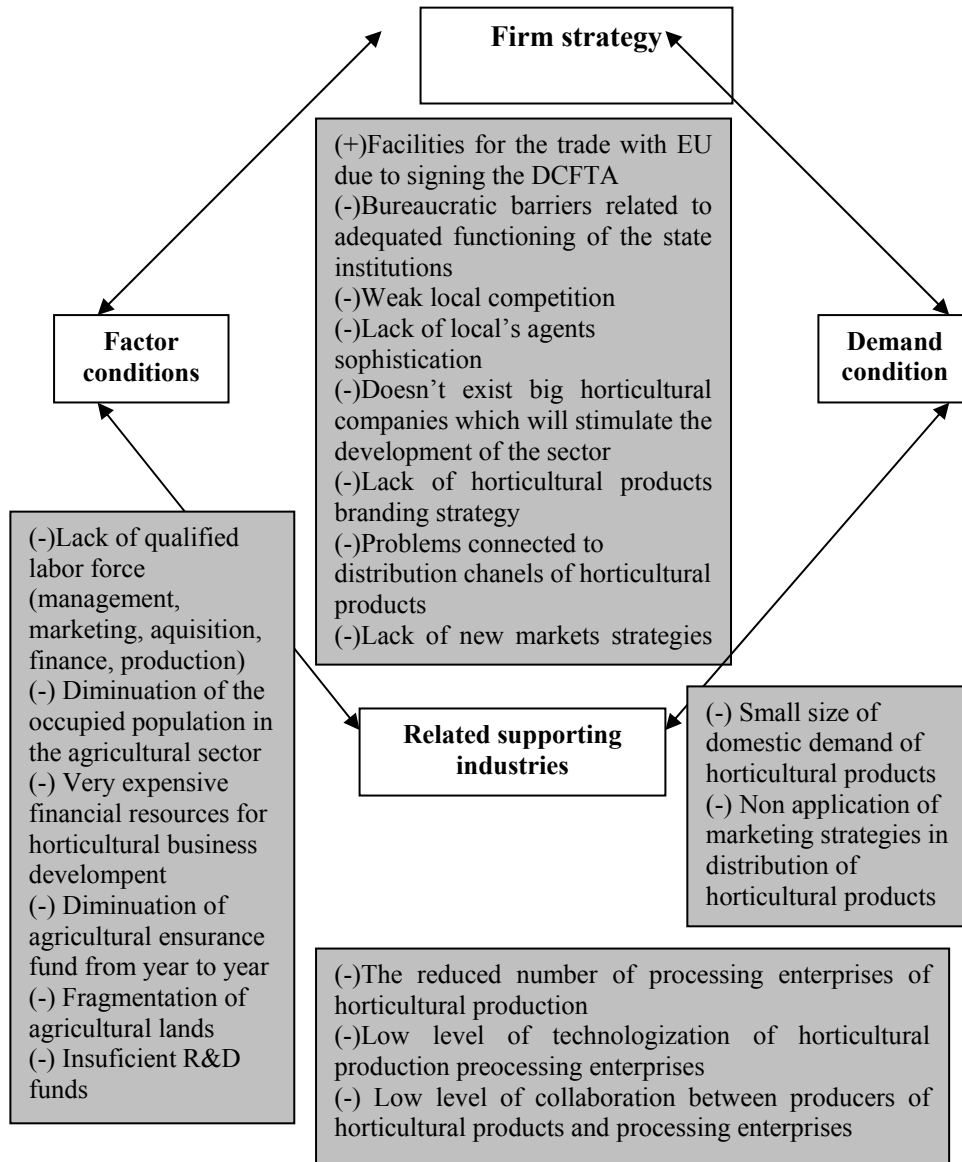 Firm strategy
(+)Facilities for the trade with EU
due to signing the DCFTA
(-)Bureaucratic barriers related to
adequated functioning of the state
institutions
(-)Weak local competition
(-)Lack of local's agents
sophistication
(-)Doesn't exist big horticultural
companies which will stimulate the
development of the sector
(-)Lack of horticultural products
branding strategy
(-)Problems connected to
distribution chanels of horticultural
products
(-)Lack of new markets strategies
Factor
conditions
Demand
condition
(-)Lack of qualified
labor force
(management,
marketing, aquisition,
finance, production)
(-) Diminuation of the
occupied population in
the agricultural sector
(-) Very expensive
financial resources for
horticultural business
develompent
(-) Diminuation of
agricultural ensurance
fund from year to year
(-) Fragmentation of
agricultural lands
(-) Insuficient R&D
funds
Related supporting
industries
(-) Small size of
domestic demand of
horticultural products
(-) Non application of
marketing strategies in
distribution of
horticultural products
(-)The reduced number of processing enterprises of
horticultural production
(-)Low level of technologization of horticultural
production preocessing enterprises
(-) Low level of collaboration between producers of
horticultural products and processing enterprises